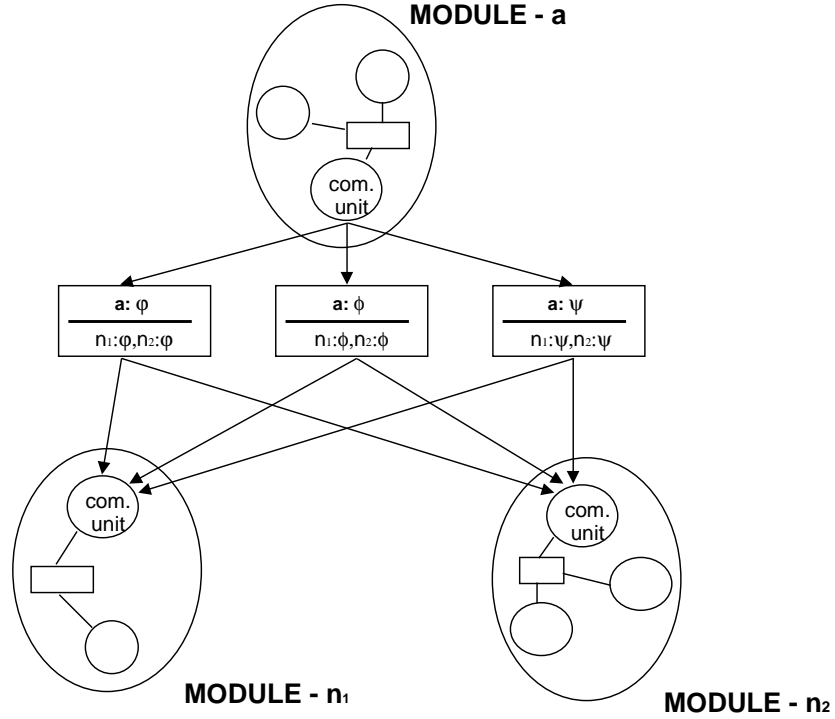 MODULE - a
com.
unit
a: φ
n₁:φ,n₂:φ
a: ϕ
n₁:ϕ,n₂:ϕ
a: ψ
n₁:ψ,n₂:ψ
com.
unit
com.
unit
MODULE - n₁
MODULE - n₂